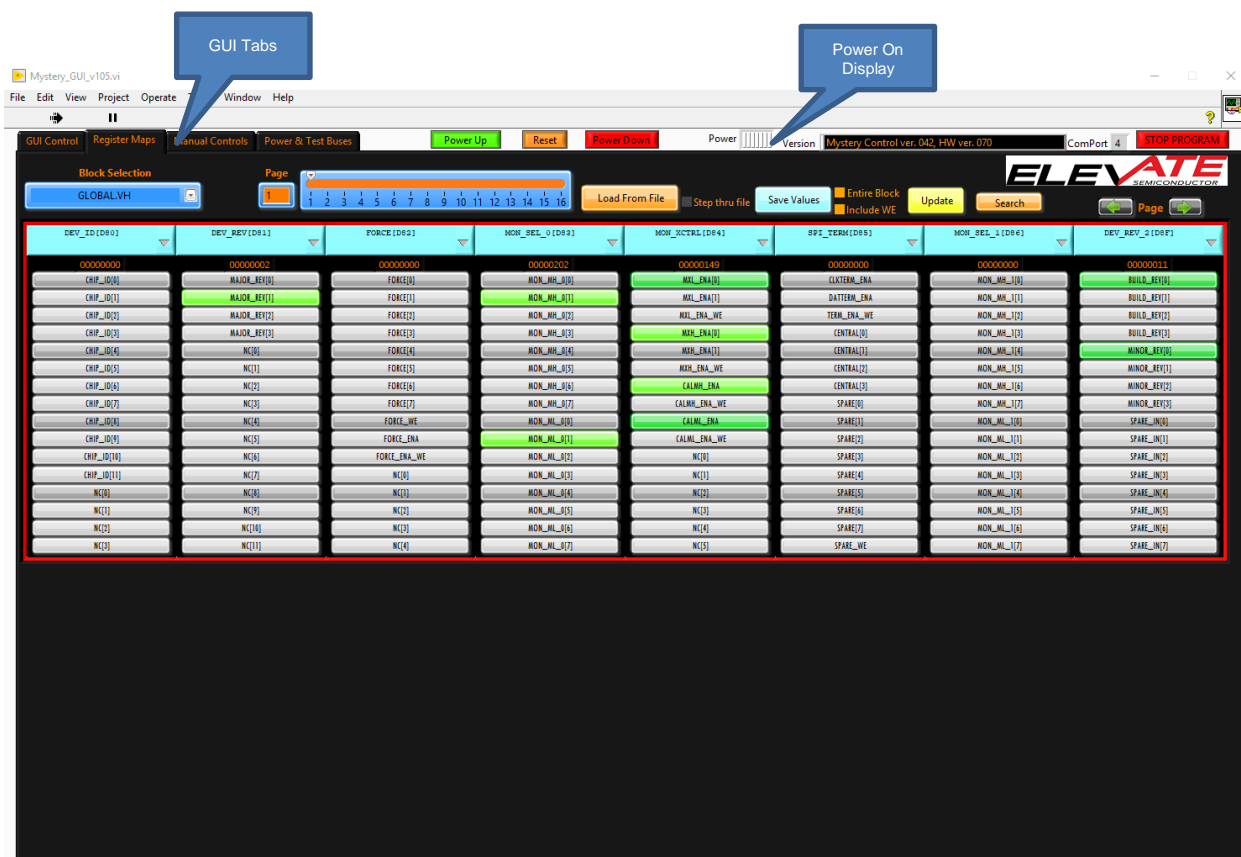 GUI Tabs
Power On
Display
Mystery_GUI_v105.vi
File Edit View Project Operate Window Help
GUI Control Register Maps Manual Controls Power & Test Buses Power Up Reset Power Down Power Version Mystery Control ver. 042, HW ver. 070 ComPort 4 STOP PROGRAM
ELEVATE
SEMICONDUCTOR
Block Selection Page
GLOBAL.VH 1 1 2 3 4 5 6 7 8 9 10 11 12 13 14 15 16 Load From File Step thru file Save Values Entire Block Include WE Update Search Page
DEV_ID[D80] DEV_REV[D81] FORCE[D82] MON_SEL_0[D83] MON_XCTRL[D84] SPI_TERM[D85] MON_SEL_1[D86] DEV_REV_2[D8F]
00000000 00000002 00000000 00000202 00000149 00000000 00000000 00000011
CHIP_ID[0] MAJOR_REV[0] FORCE[0] MON_MH_0[0] MXL_ENA[0] CLKTERM_ENA MON_MH_1[0] BUILD_REV[0]
CHIP_ID[1] MAJOR_REV[1] FORCE[1] MON_MH_0[1] MXL_ENA[1] DATTERM_ENA MON_MH_1[1] BUILD_REV[1]
CHIP_ID[2] MAJOR_REV[2] FORCE[2] MON_MH_0[2] MXL_ENA_WE TERM_ENA_WE MON_MH_1[2] BUILD_REV[2]
CHIP_ID[3] MAJOR_REV[3] FORCE[3] MON_MH_0[3] MXH_ENA[0] CENTRAL[0] MON_MH_1[3] BUILD_REV[3]
CHIP_ID[4] NC[0] FORCE[4] MON_MH_0[4] MXH_ENA[1] CENTRAL[1] MON_MH_1[4] MINOR_REV[0]
CHIP_ID[5] NC[1] FORCE[5] MON_MH_0[5] MXH_ENA_WE CENTRAL[2] MON_MH_1[5] MINOR_REV[1]
CHIP_ID[6] NC[2] FORCE[6] MON_MH_0[6] CALMH_ENA CENTRAL[3] MON_MH_1[6] MINOR_REV[2]
CHIP_ID[7] NC[3] FORCE[7] MON_MH_0[7] CALMH_ENA_WE SPARE[0] MON_MH_1[7] MINOR_REV[3]
CHIP_ID[8] NC[4] FORCE_WE MON_ML_0[0] CALML_ENA SPARE[1] MON_ML_1[0] SPARE_IN[0]
CHIP_ID[9] NC[5] FORCE_ENA MON_ML_0[1] CALML_ENA_WE SPARE[2] MON_ML_1[1] SPARE_IN[1]
CHIP_ID[10] NC[6] FORCE_ENA_WE MON_ML_0[2] NC[0] SPARE[3] MON_ML_1[2] SPARE_IN[2]
CHIP_ID[11] NC[7] NC[0] MON_ML_0[3] NC[1] SPARE[4] MON_ML_1[3] SPARE_IN[3]
NC[0] NC[8] NC[1] MON_ML_0[4] NC[2] SPARE[5] MON_ML_1[4] SPARE_IN[4]
NC[1] NC[9] NC[2] MON_ML_0[5] NC[3] SPARE[6] MON_ML_1[5] SPARE_IN[5]
NC[2] NC[10] NC[3] MON_ML_0[6] NC[4] SPARE[7] MON_ML_1[6] SPARE_IN[6]
NC[3] NC[11] NC[4] MON_ML_0[7] NC[5] SPARE_WE MON_ML_1[7] SPARE_IN[7]